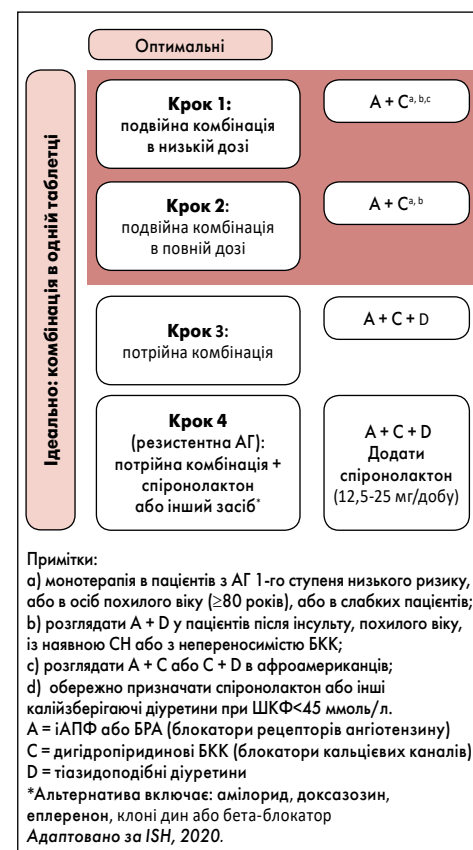 Оптимальні
Ідеально: комбінація в одній таблетці
Крок 1:
подвійна комбінація
в низькій дозі
A + C^a, b,c
Крок 2:
подвійна комбінація
в повній дозі
A + C^a, b
Крок 3:
потрійна комбінація
A + C + D
Крок 4
(резистентна АГ):
потрійна комбінація +
спіронолактон
або інший засіб*
A + C + D
Додати
спіронолактон
(12,5-25 мг/добу)
Примітки:
a) монотерапія в пацієнтів з АГ 1-го ступеня низького ризику,
або в осіб похилого віку (≥80 років), або в слабких пацієнтів;
b) розглядати A + D у пацієнтів після інсульту, похилого віку,
із наявною СН або з непереносимістю БКК;
c) розглядати A + C або C + D в афроамериканців;
d) обережно призначати спіронолактон або інші
калійзберігаючі діуретини при ШКФ<45 ммоль/л.
A = іАПФ або БРА (блокатори рецепторів ангіотензину)
C = дигідропіридинові БКК (блокатори кальцієвих каналів)
D = тіазидоподібні діуретини
*Альтернатива включає: амілорид, доксазозин,
еплеренон, клоні дин або бета-блокатор
Адаптовано за ISH, 2020.